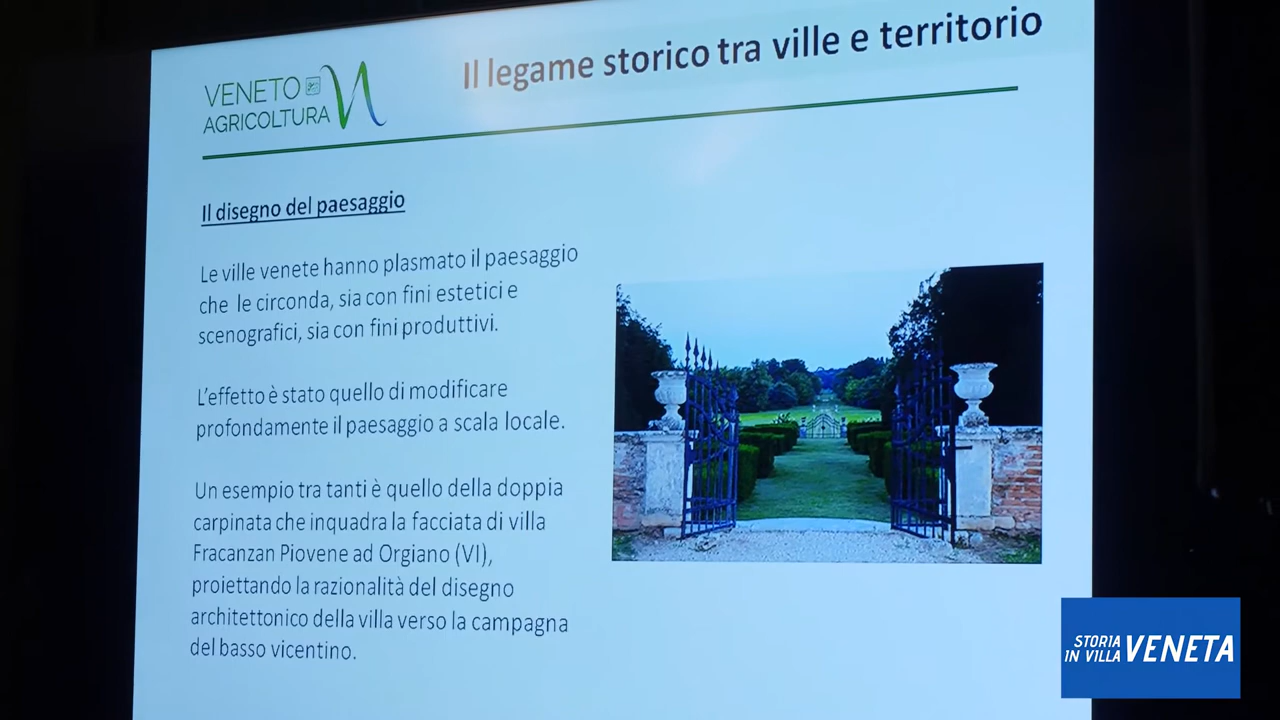 VENETO
AGRICOLTURA
Il legame storico tra ville e territorio
Il disegno del paesaggio
Le ville venete hanno plasmato il paesaggio
che le circonda, sia con fini estetici e
scenografici, sia con fini produttivi.
L'effetto è stato quello di modificare
profondamente il paesaggio a scala locale.
Un esempio tra tanti è quello della doppia
carpinata che inquadra la facciata di villa
Fracanzan Piovene ad Orgiano (VI),
proiettando la razionalità del disegno
architettonico della villa verso la campagna
del basso vicentino.
STORIA
IN VILLA VENETA